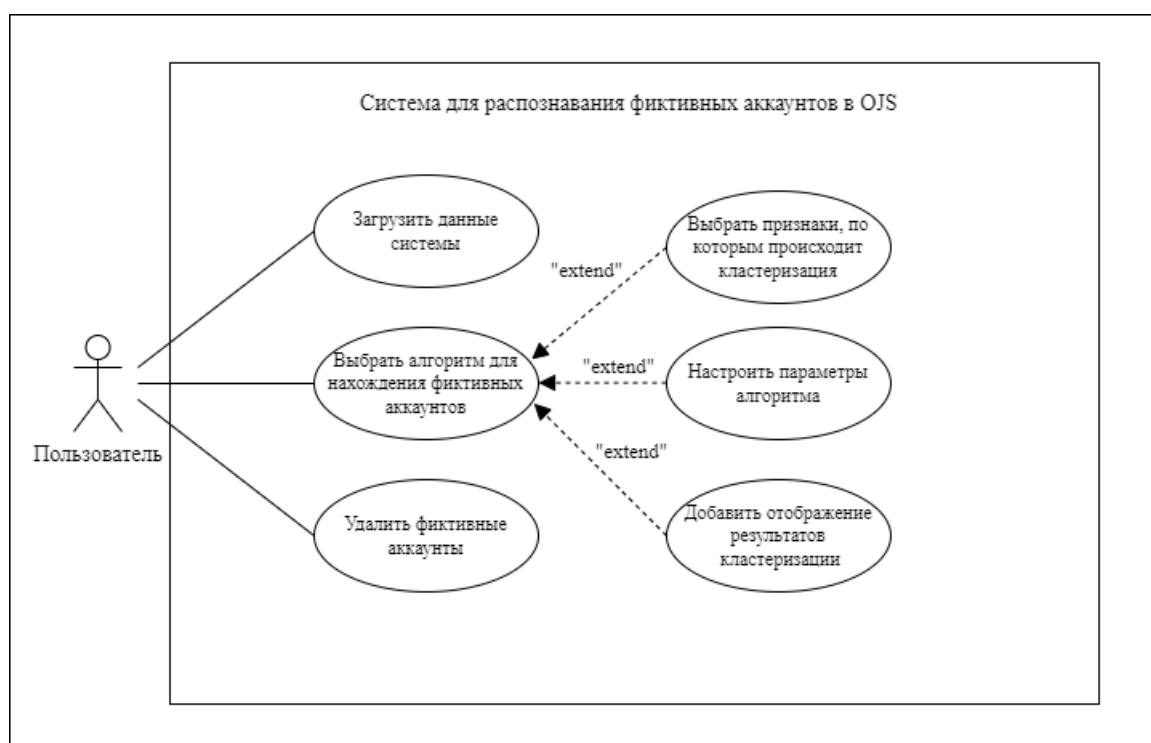 Система для распознавания фиктивных аккаунтов в OJS
Загрузить данные
системы
Выбрать признаки, по
которым происходит
кластеризация
"extend"
Выбрать алгоритм для
нахождения фиктивных
аккаунтов
"extend"
Настроить параметры
алгоритма
Пользователь
"extend"
Удалить фиктивные
аккаунты
Добавить отображение
результатов
кластеризации